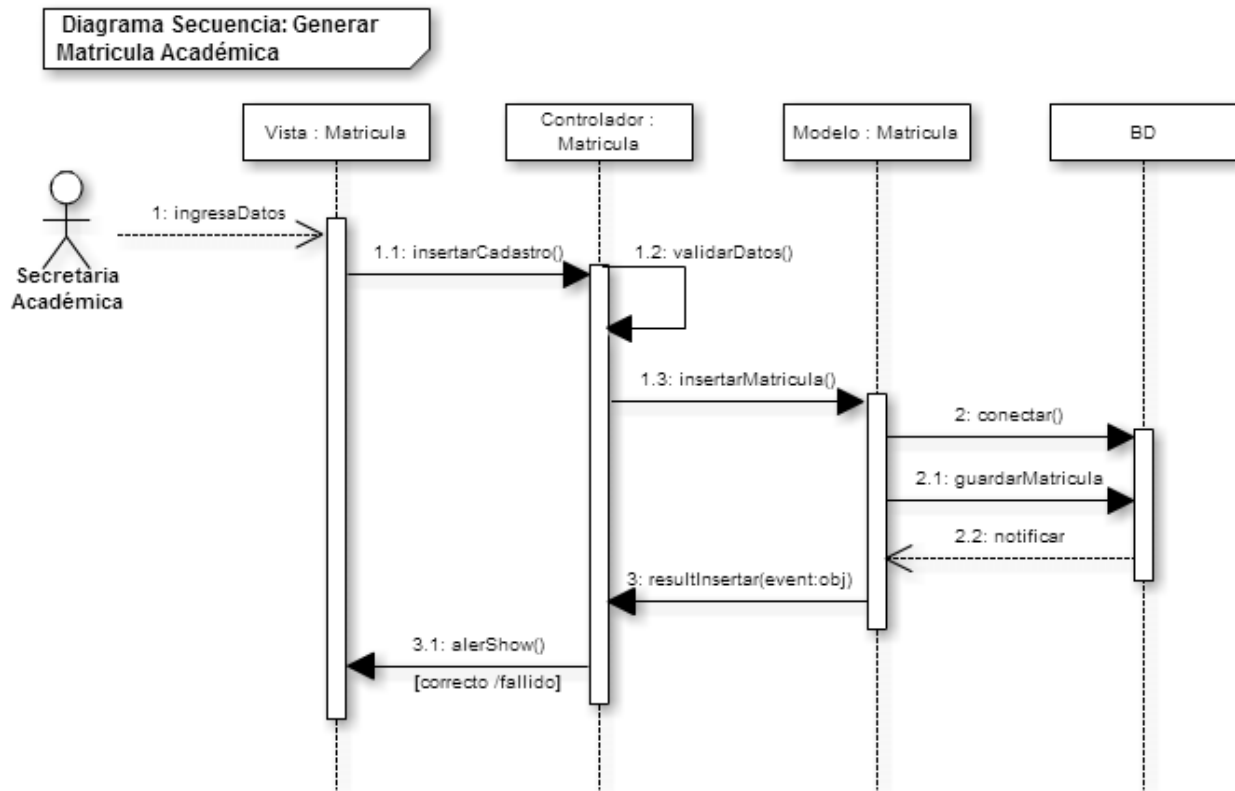 Diagrama Secuencia: Generar
Matricula Académica
Vista : Matricula
Controlador :
Matricula
Modelo : Matricula
BD
Secretaria
Académica
1: ingresaDatos
1.1: insertarCadastro()
1.2: validarDatos()
1.3: insertarMatricula()
2: conectar()
2.1: guardarMatricula
2.2: notificar
3: resultInsertar(event:obj)
3.1: alerShow()
[correcto /fallido]